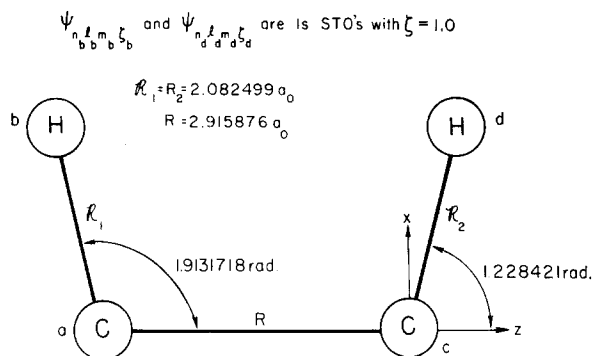 ψ_{n_b ℓ_b m_b ζ_b} and ψ_{n_d ℓ_d m_d ζ_d} are 1s STO's with ζ = 1.0
ℛ₁ = R₂ = 2.082499 a₀
R = 2.915876 a₀
b H
H d
ℛ₁
x
ℛ₂
1.9131718 rad.
1.228421 rad.
a C
R
C
z
c